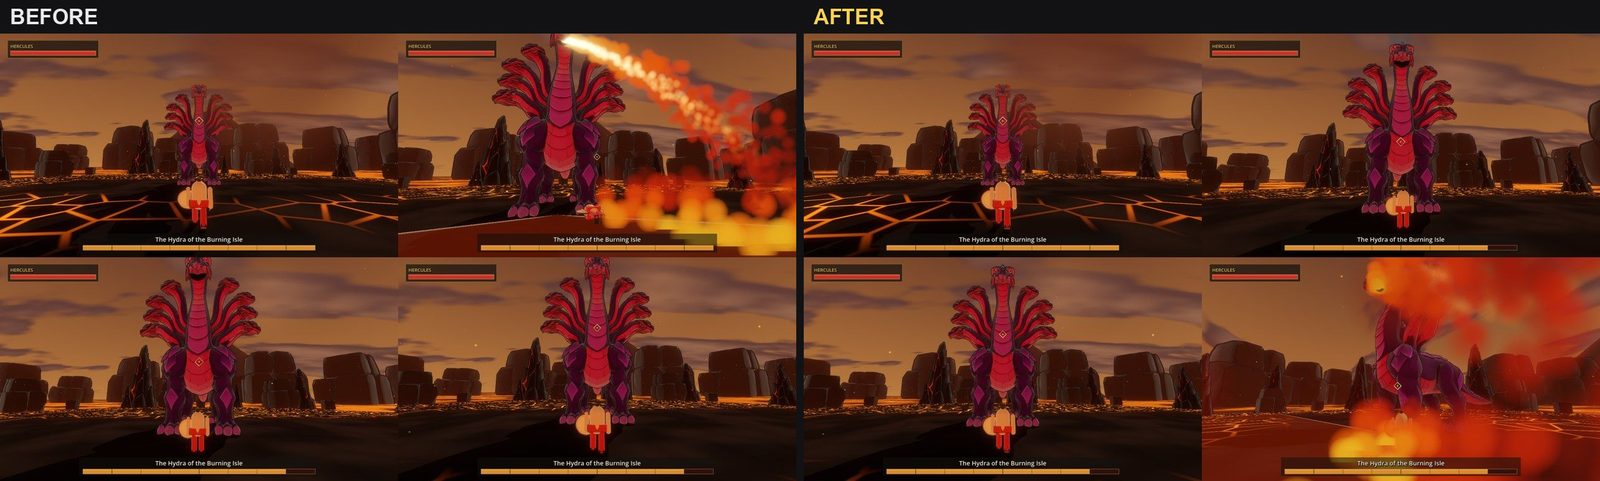 BEFORE
AFTER
HERCULES
HERCULES
HERCULES
HERCULES
The Hydra of the Burning Isle
The Hydra of the Burning Isle
The Hydra of the Burning Isle
The Hydra of the Burning Isle
HERCULES
HERCULES
HERCULES
HERCULES
The Hydra of the Burning Isle
The Hydra of the Burning Isle
The Hydra of the Burning Isle
The Hydra of the Burning Isle